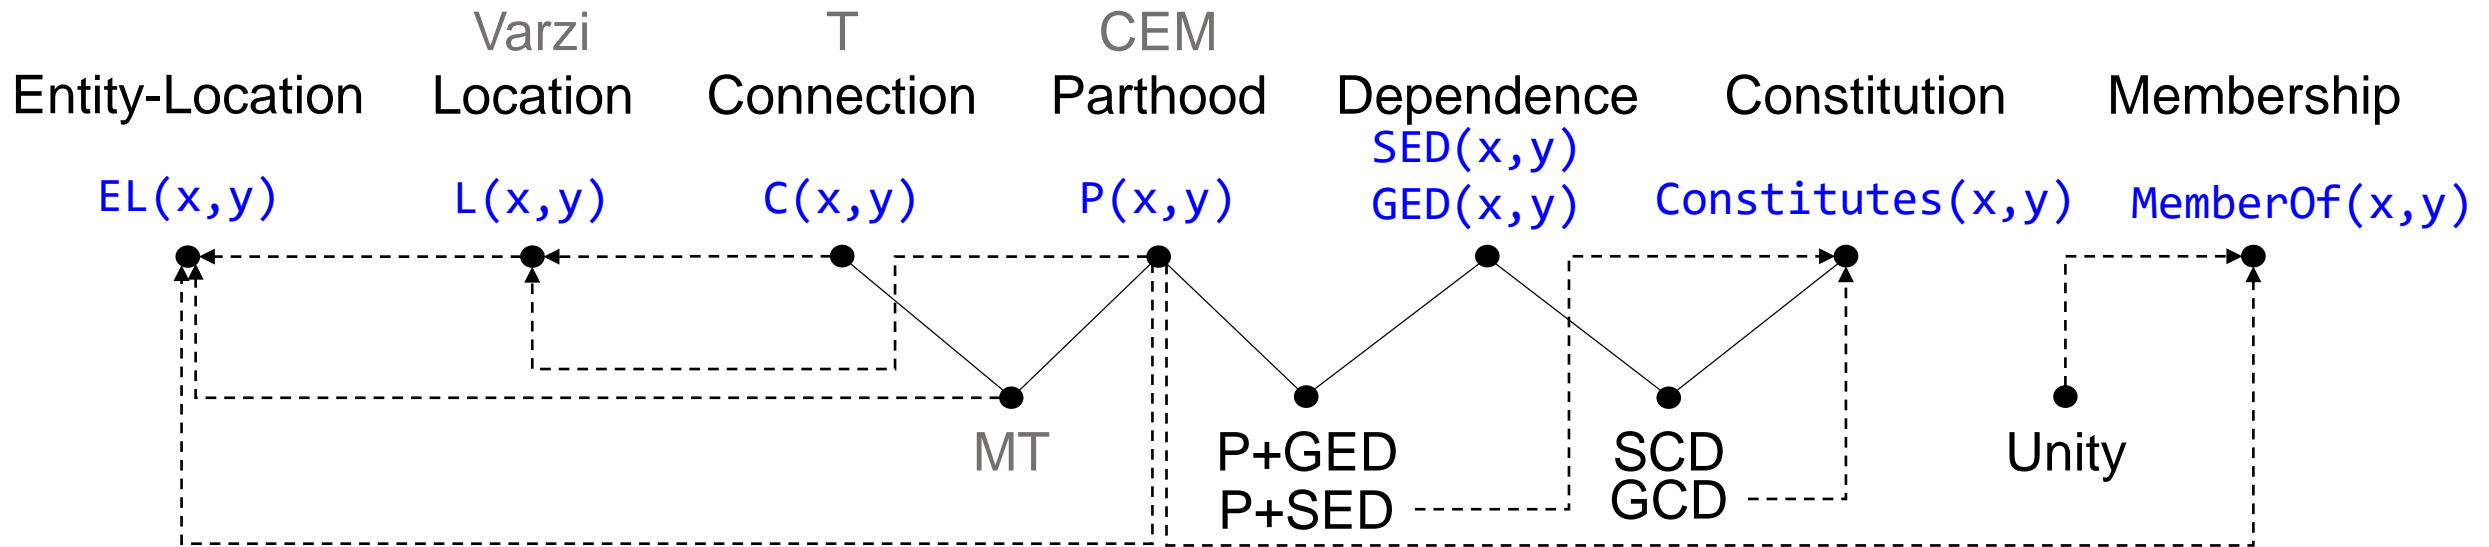 Varzi T CEM
Entity-Location Location Connection Parthood Dependence Constitution Membership
SED(x,y)
EL(x,y) L(x,y) C(x,y) P(x,y) GED(x,y) Constitutes(x,y) MemberOf(x,y)
MT P+GED SCD Unity
P+SED GCD